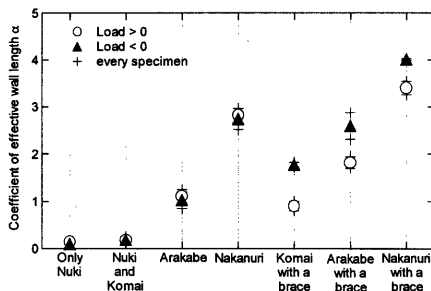 Coefficient of effective wall length α
5
4
3
2
1
0
Load > 0
Load < 0
every specimen
Only Nuki
Nuki and Komai
Arakabe
Nakanuri
Komai with a brace
Arakabe with a brace
Nakanuri with a brace